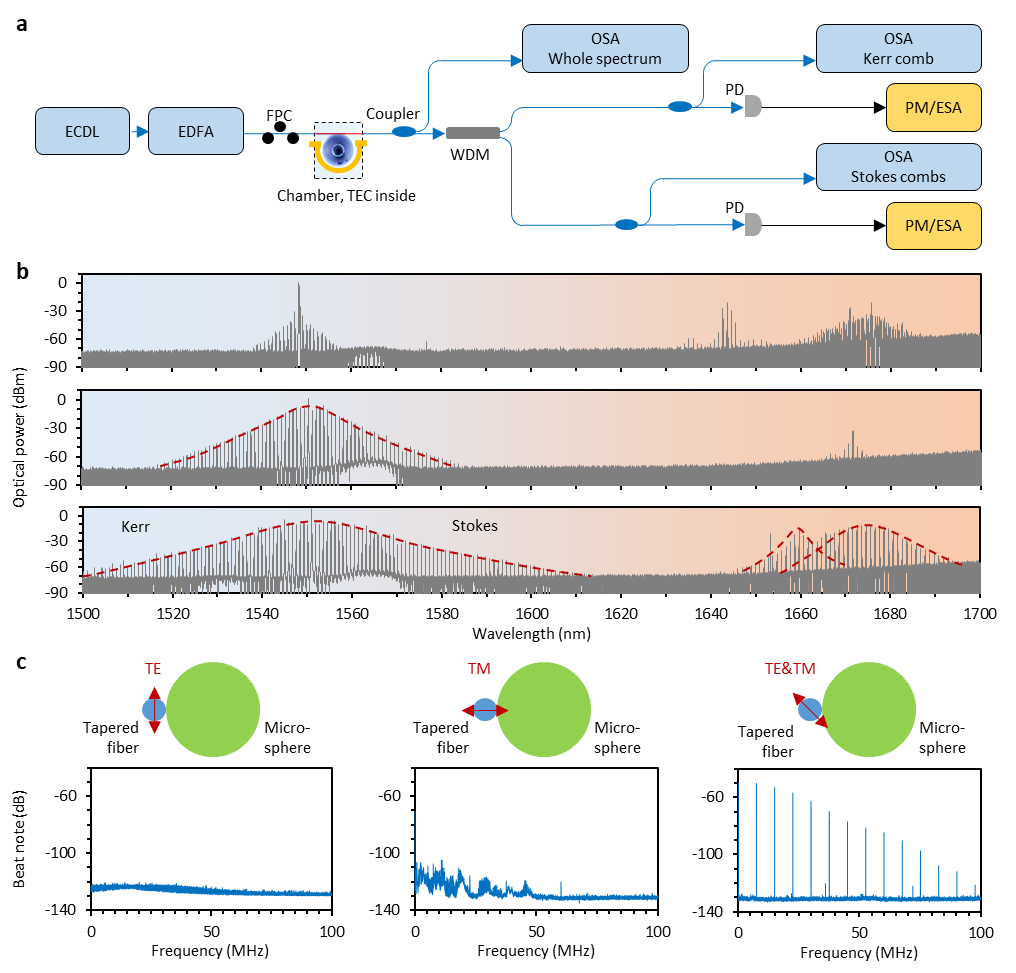 a
OSA
Whole spectrum
OSA
Kerr comb
ECDL
EDFA
FPC
Coupler
WDM
PD
PM/ESA
Chamber, TEC inside
OSA
Stokes combs
PD
PM/ESA
b
Optical power (dBm)
0
-30
-60
-90
0
-30
-60
-90
0
-30
-60
-90
Kerr
Stokes
1500
1520
1540
1560
1580
1600
1620
1640
1660
1680
1700
Wavelength (nm)
c
TE
Tapered
fiber
Micro-
sphere
TM
Tapered
fiber
Micro-
sphere
TE&TM
Tapered
fiber
Micro-
sphere
Beat note (dB)
-60
-100
-140
0
50
100
Frequency (MHz)
-60
-100
-140
0
50
100
Frequency (MHz)
-60
-100
-140
0
50
100
Frequency (MHz)